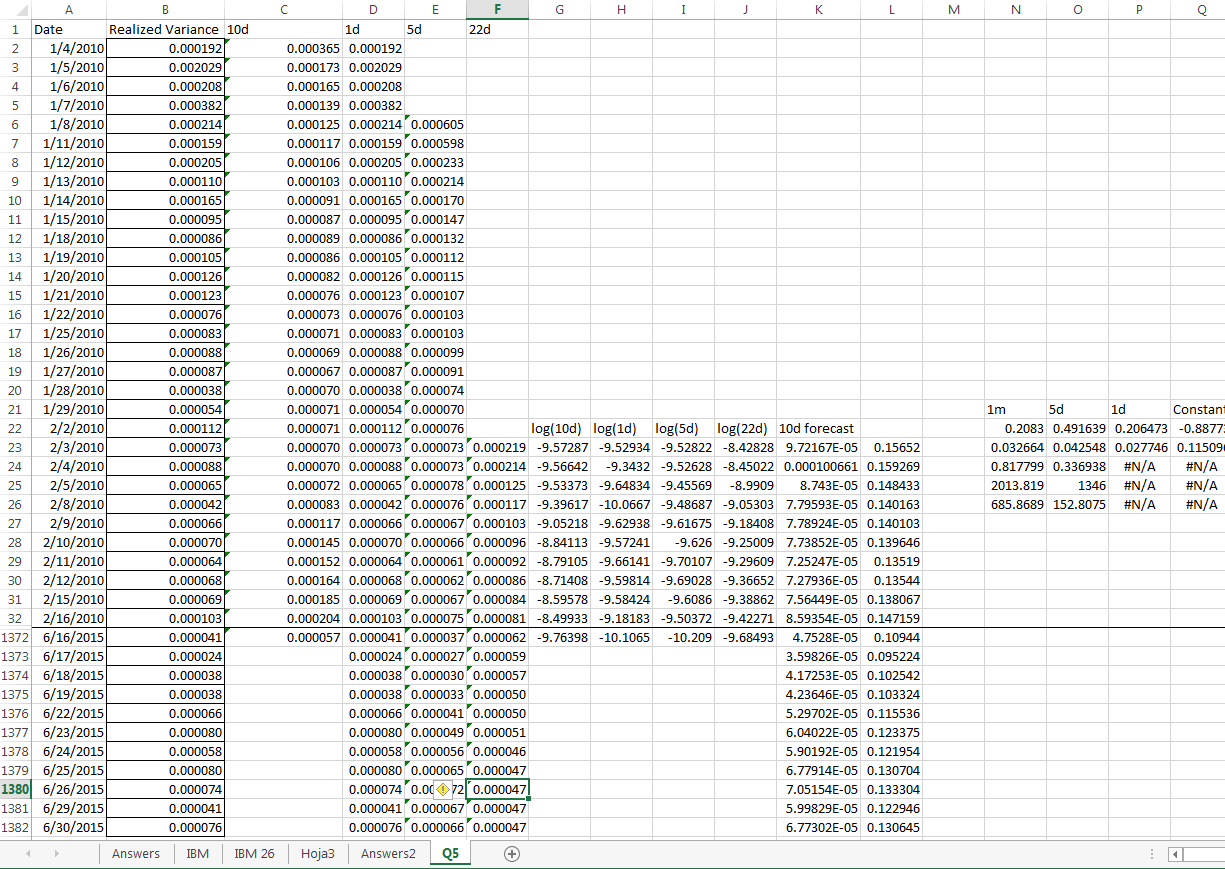 A B C D E F G H I J K L M N O P Q
1 Date Realized Variance 10d 1d 5d 22d
2 1/4/2010 0.000192 0.000365 0.000192
3 1/5/2010 0.002029 0.000173 0.002029
4 1/6/2010 0.000208 0.000165 0.000208
5 1/7/2010 0.000382 0.000139 0.000382
6 1/8/2010 0.000214 0.000125 0.000214 0.000605
7 1/11/2010 0.000159 0.000117 0.000159 0.000598
8 1/12/2010 0.000205 0.000106 0.000205 0.000233
9 1/13/2010 0.000110 0.000103 0.000110 0.000214
10 1/14/2010 0.000165 0.000091 0.000165 0.000170
11 1/15/2010 0.000095 0.000087 0.000095 0.000147
12 1/18/2010 0.000086 0.000089 0.000086 0.000132
13 1/19/2010 0.000105 0.000086 0.000105 0.000112
14 1/20/2010 0.000126 0.000082 0.000126 0.000115
15 1/21/2010 0.000123 0.000076 0.000123 0.000107
16 1/22/2010 0.000076 0.000073 0.000076 0.000103
17 1/25/2010 0.000083 0.000071 0.000083 0.000103
18 1/26/2010 0.000088 0.000069 0.000088 0.000099
19 1/27/2010 0.000087 0.000067 0.000087 0.000091
20 1/28/2010 0.000038 0.000070 0.000038 0.000074
21 1/29/2010 0.000054 0.000071 0.000054 0.000070 1m 5d 1d Constan
22 2/2/2010 0.000112 0.000071 0.000112 0.000076 log(10d) log(1d) log(5d) log(22d) 10d forecast 0.2083 0.491639 0.206473 -0.8877
23 2/3/2010 0.000073 0.000070 0.000073 0.000073 0.000219 -9.57287 -9.52934 -9.52822 -8.42828 9.72167E-05 0.15652 0.032664 0.042548 0.027746 0.11509
24 2/4/2010 0.000088 0.000070 0.000088 0.000073 0.000214 -9.56642 -9.3432 -9.52628 -8.45022 0.000100661 0.159269 0.817799 0.336938 #N/A #N/A
25 2/5/2010 0.000065 0.000072 0.000065 0.000078 0.000125 -9.53373 -9.64834 -9.45569 -8.9909 8.743E-05 0.148433 2013.819 1346 #N/A #N/A
26 2/8/2010 0.000042 0.000083 0.000042 0.000076 0.000117 -9.39617 -10.0667 -9.48687 -9.05303 7.79593E-05 0.140163 685.8689 152.8075 #N/A #N/A
27 2/9/2010 0.000066 0.000117 0.000066 0.000067 0.000103 -9.05218 -9.62938 -9.61675 -9.18408 7.78924E-05 0.140103
28 2/10/2010 0.000070 0.000145 0.000070 0.000066 0.000096 -8.84113 -9.57241 -9.626 -9.25009 7.73852E-05 0.139646
29 2/11/2010 0.000064 0.000152 0.000064 0.000061 0.000092 -8.79105 -9.66141 -9.70107 -9.29609 7.25247E-05 0.13519
30 2/12/2010 0.000068 0.000164 0.000068 0.000062 0.000086 -8.71408 -9.59814 -9.69028 -9.36652 7.27936E-05 0.13544
31 2/15/2010 0.000069 0.000185 0.000069 0.000067 0.000084 -8.59578 -9.58424 -9.6086 -9.38862 7.56449E-05 0.138067
32 2/16/2010 0.000103 0.000204 0.000103 0.000075 0.000081 -8.49933 -9.18183 -9.50372 -9.42271 8.59354E-05 0.147159
1372 6/16/2015 0.000041 0.000057 0.000041 0.000037 0.000062 -9.76398 -10.1065 -10.209 -9.68493 4.7528E-05 0.10944
1373 6/17/2015 0.000024 0.000024 0.000027 0.000059 3.59826E-05 0.095224
1374 6/18/2015 0.000038 0.000038 0.000030 0.000057 4.17253E-05 0.102542
1375 6/19/2015 0.000038 0.000038 0.000033 0.000050 4.23646E-05 0.103324
1376 6/22/2015 0.000066 0.000066 0.000041 0.000050 5.29702E-05 0.115536
1377 6/23/2015 0.000080 0.000080 0.000049 0.000051 6.04022E-05 0.123375
1378 6/24/2015 0.000058 0.000058 0.000056 0.000046 5.90192E-05 0.121954
1379 6/25/2015 0.000080 0.000080 0.000065 0.000047 6.77914E-05 0.130704
1380 6/26/2015 0.000074 0.000074 0.00 72 0.000047 7.05154E-05 0.133304
1381 6/29/2015 0.000041 0.000041 0.000067 0.000047 5.99829E-05 0.122946
1382 6/30/2015 0.000076 0.000076 0.000066 0.000047 6.77302E-05 0.130645
Answers IBM IBM 26 Hoja3 Answers2 Q5